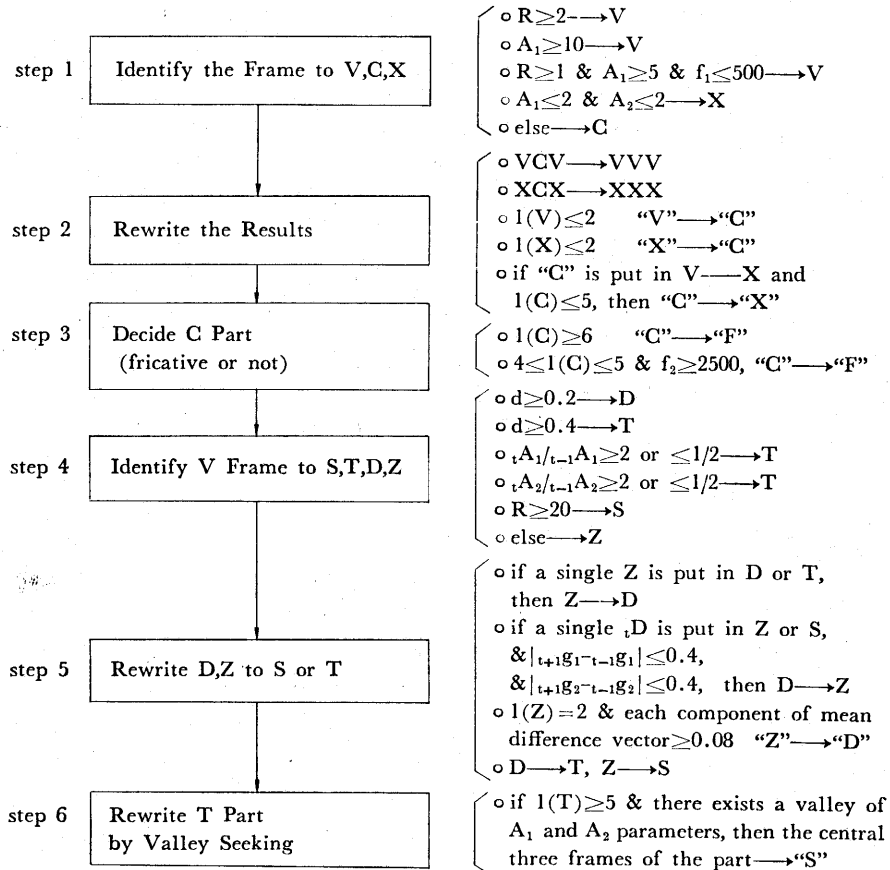 step 1
Identify the Frame to V,C,X
o R≥2-→V
o A₁≥10→V
o R≥1 & A₁≥5 & f₁≤500→V
o A₁≤2 & A₂≤2→X
o else→C
step 2
Rewrite the Results
o VCV→VVV
o XCX→XXX
o l(V)≤2 “V”→“C”
o l(X)≤2 “X”→“C”
o if “C” is put in V—X and
l(C)≤5, then “C”→“X”
step 3
Decide C Part
(fricative or not)
o l(C)≥6 “C”→“F”
o 4≤l(C)≤5 & f₂≥2500, “C”→“F”
step 4
Identify V Frame to S,T,D,Z
o d≥0.2→D
o d≥0.4→T
o ₜA₁/ₜ₋₁A₁≥2 or ≤1/2→T
o ₜA₂/ₜ₋₁A₂≥2 or ≤1/2→T
o R≥20→S
o else→Z
step 5
Rewrite D,Z to S or T
o if a single Z is put in D or T,
then Z→D
o if a single ₜD is put in Z or S,
&|ₜ₊₁g₁-ₜ₋₁g₁|≤0.4,
&|ₜ₊₁g₂-ₜ₋₁g₂|≤0.4, then D→Z
o l(Z)=2 & each component of mean
difference vector≥0.08 “Z”→“D”
o D→T, Z→S
step 6
Rewrite T Part
by Valley Seeking
o if l(T)≥5 & there exists a valley of
A₁ and A₂ parameters, then the central
three frames of the part→“S”